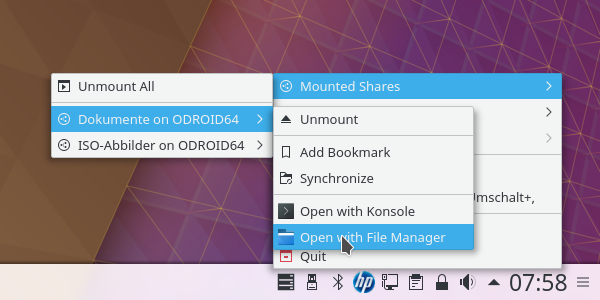 Unmount All
Dokumente on ODROID64
ISO-Abbilder on ODROID64
Mounted Shares
Unmount
Add Bookmark
Synchronize
Open with Konsole
Open with File Manager
Quit
hp
07:58